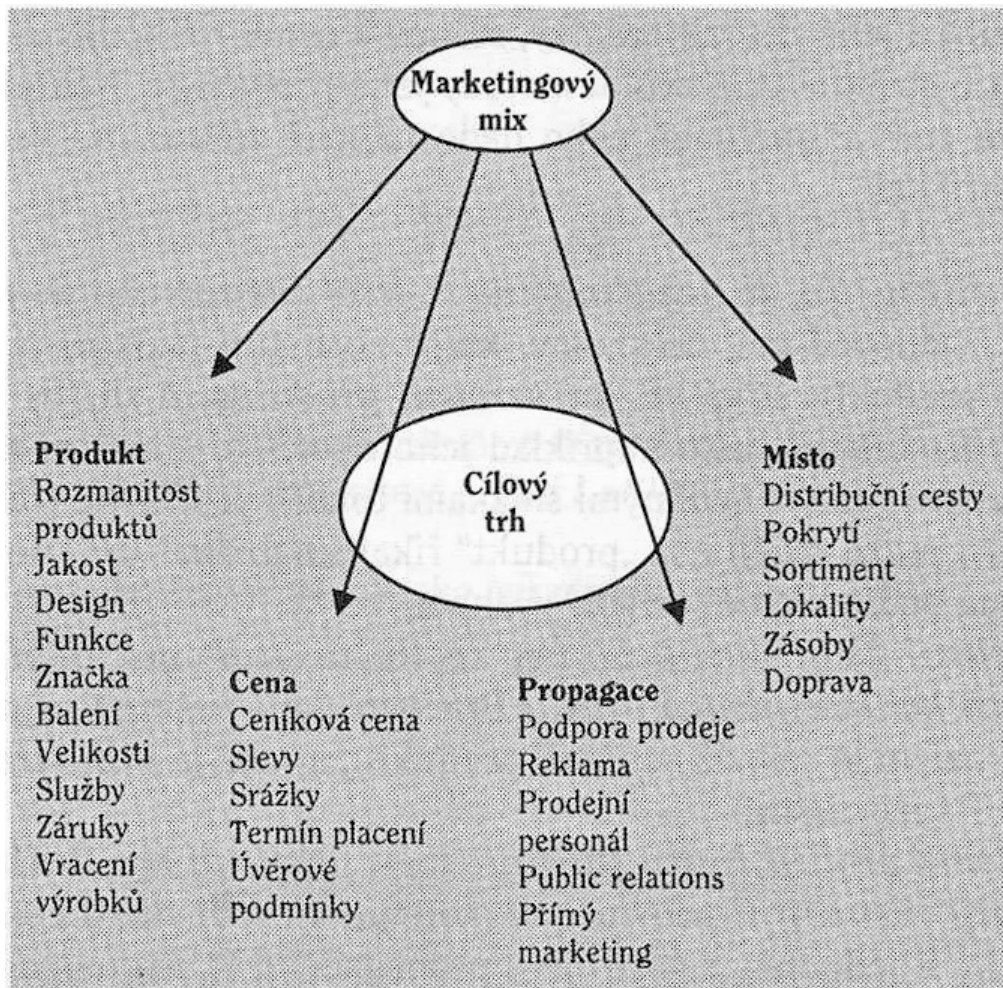 Marketingový
mix
Cílový
trh
Produkt
Rozmanitost
produktů
Jakost
Design
Funkce
Značka
Balení
Velikosti
Služby
Záruky
Vracení
výrobků
Cena
Ceníková cena
Slevy
Srážky
Termín placení
Úvěrové
podmínky
Propagace
Podpora prodeje
Reklama
Prodejní
personál
Public relations
Přímý
marketing
Místo
Distribuční cesty
Pokrytí
Sortiment
Lokality
Zásoby
Doprava